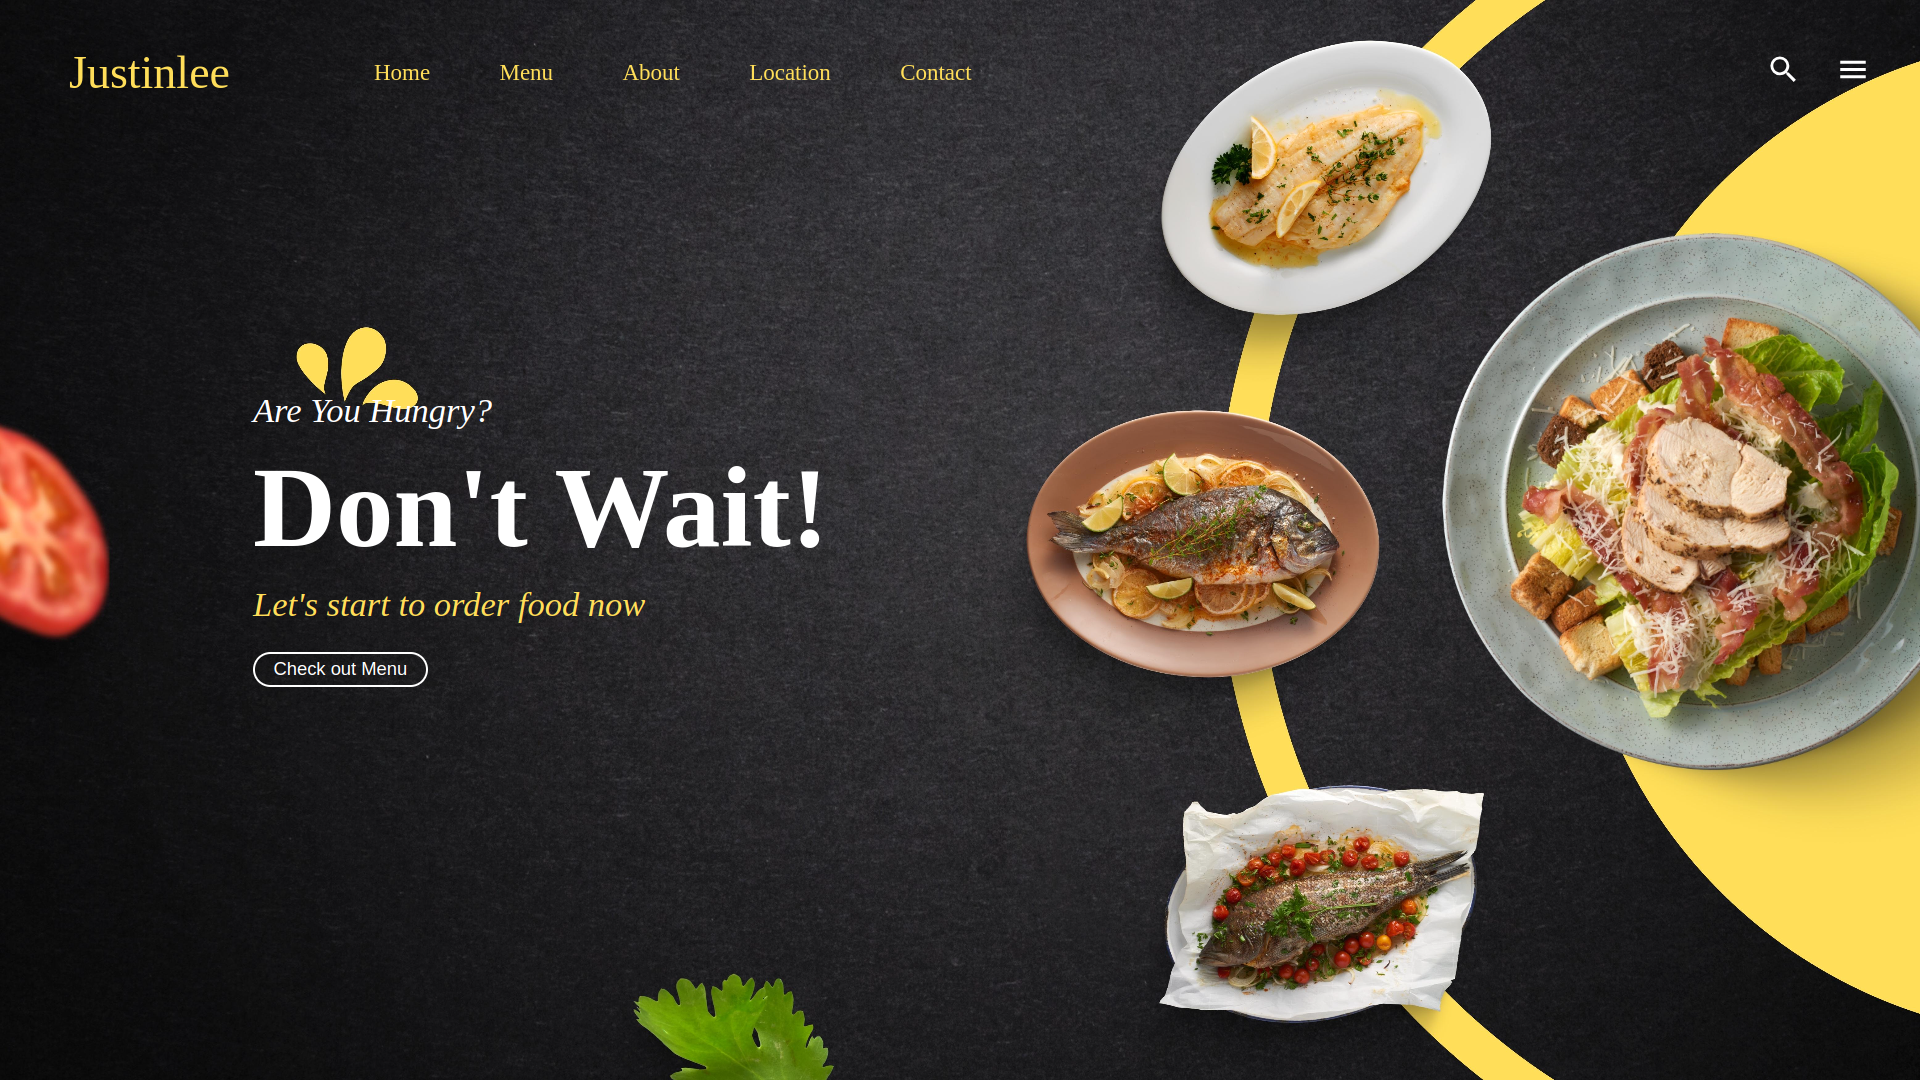 Justinlee
Home Menu About Location Contact
Are You Hungry?
Don't Wait!
Let's start to order food now
Check out Menu